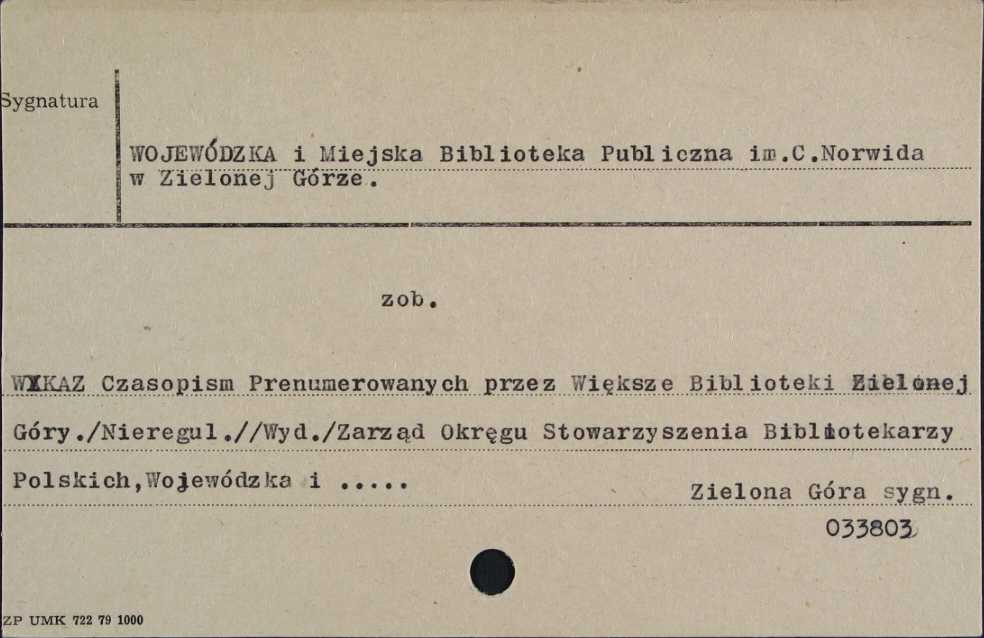 Sygnatura
WOJEWÓDZKA i Miejska Biblioteka Publiczna im.C.Norwida
w Zielonej Górze.
zob.
WYKAZ Czasopism Prenumerowanych przez Większe Biblioteki Zielonej
Góry./Nieregul.//Wyd./Zarząd Okręgu Stowarzyszenia Bibliotekarzy
Polskich,Wojewódzka i .....
Zielona Góra sygn.
033803
ZP UMK 722 79 1000